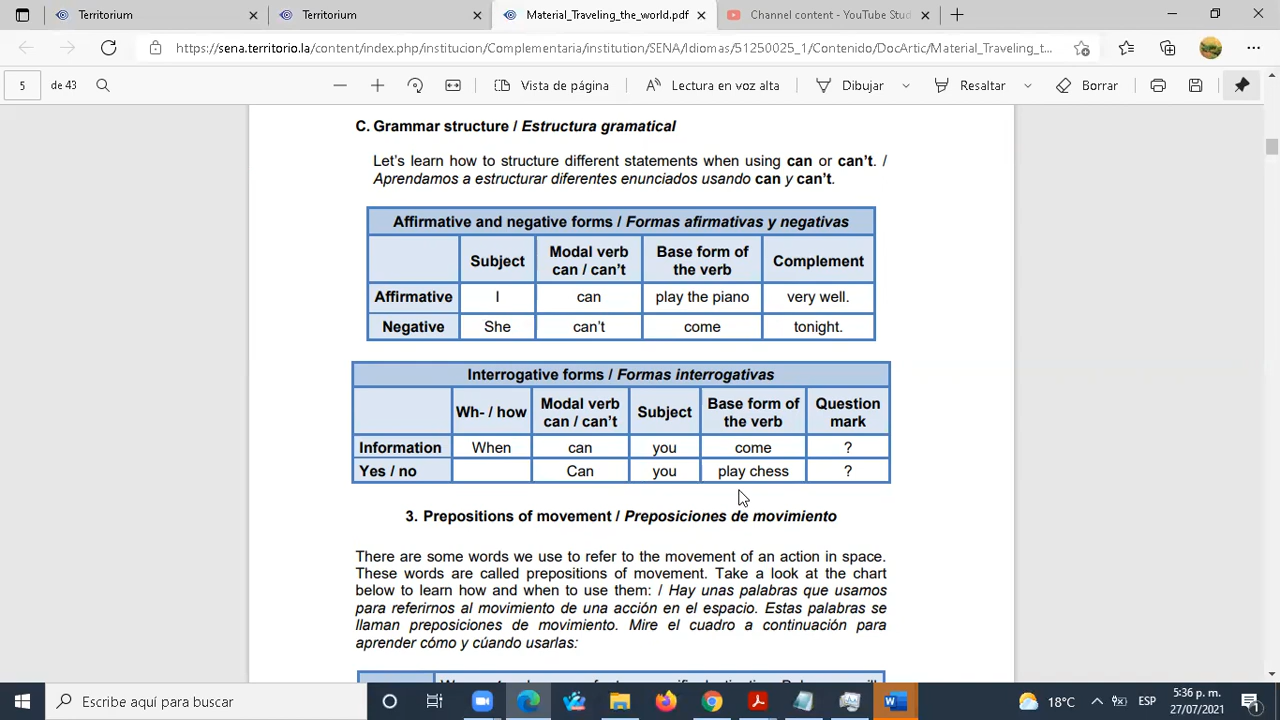 Territorium
Territorium
Material_Traveling_the_world.pdf
Channel content - YouTube Stud
https://sena.territorio.la/content/index.php/institucion/Complementaria/institution/SENA/Idiomas/51250025_1/Contenido/DocArtic/Material_Traveling_t...
5 de 43 Vista de página Lectura en voz alta Dibujar Resaltar Borrar
C. Grammar structure / Estructura gramatical
Let's learn how to structure different statements when using can or can't. /
Aprendamos a estructurar diferentes enunciados usando can y can't.
Affirmative and negative forms / Formas afirmativas y negativas
Subject Modal verb can / can't Base form of the verb Complement
Affirmative I can play the piano very well.
Negative She can't come tonight.
Interrogative forms / Formas interrogativas
Wh- / how Modal verb can / can't Subject Base form of the verb Question mark
Information When can you come ?
Yes / no Can you play chess ?
3. Prepositions of movement / Preposiciones de movimiento
There are some words we use to refer to the movement of an action in space.
These words are called prepositions of movement. Take a look at the chart
below to learn how and when to use them: / Hay unas palabras que usamos
para referirnos al movimiento de una acción en el espacio. Estas palabras se
llaman preposiciones de movimiento. Mire el cuadro a continuación para
aprender cómo y cúando usarlas:
Escribe aquí para buscar
18°C ESP
5:36 p. m.
27/07/2021